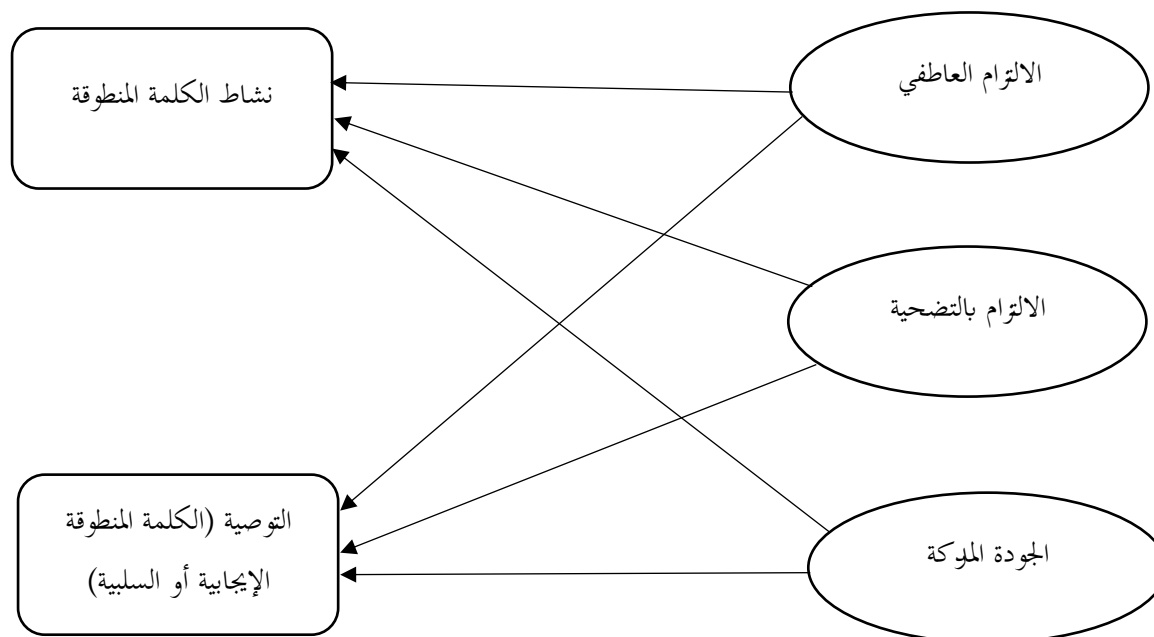 الالتزام العاطفي
نشاط الكلمة المنطوقة
الالتزام بالتضحية
التوصية (الكلمة المنطوقة
الإيجابية أو السلبية)
الجودة المدركة